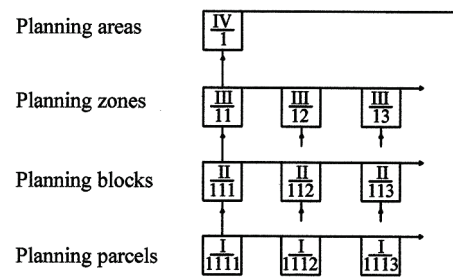 Planning areas
IV
1
Planning zones
III III III
11 12 13
Planning blocks
II II II
111 112 113
Planning parcels
I I I
1111 1112 1113